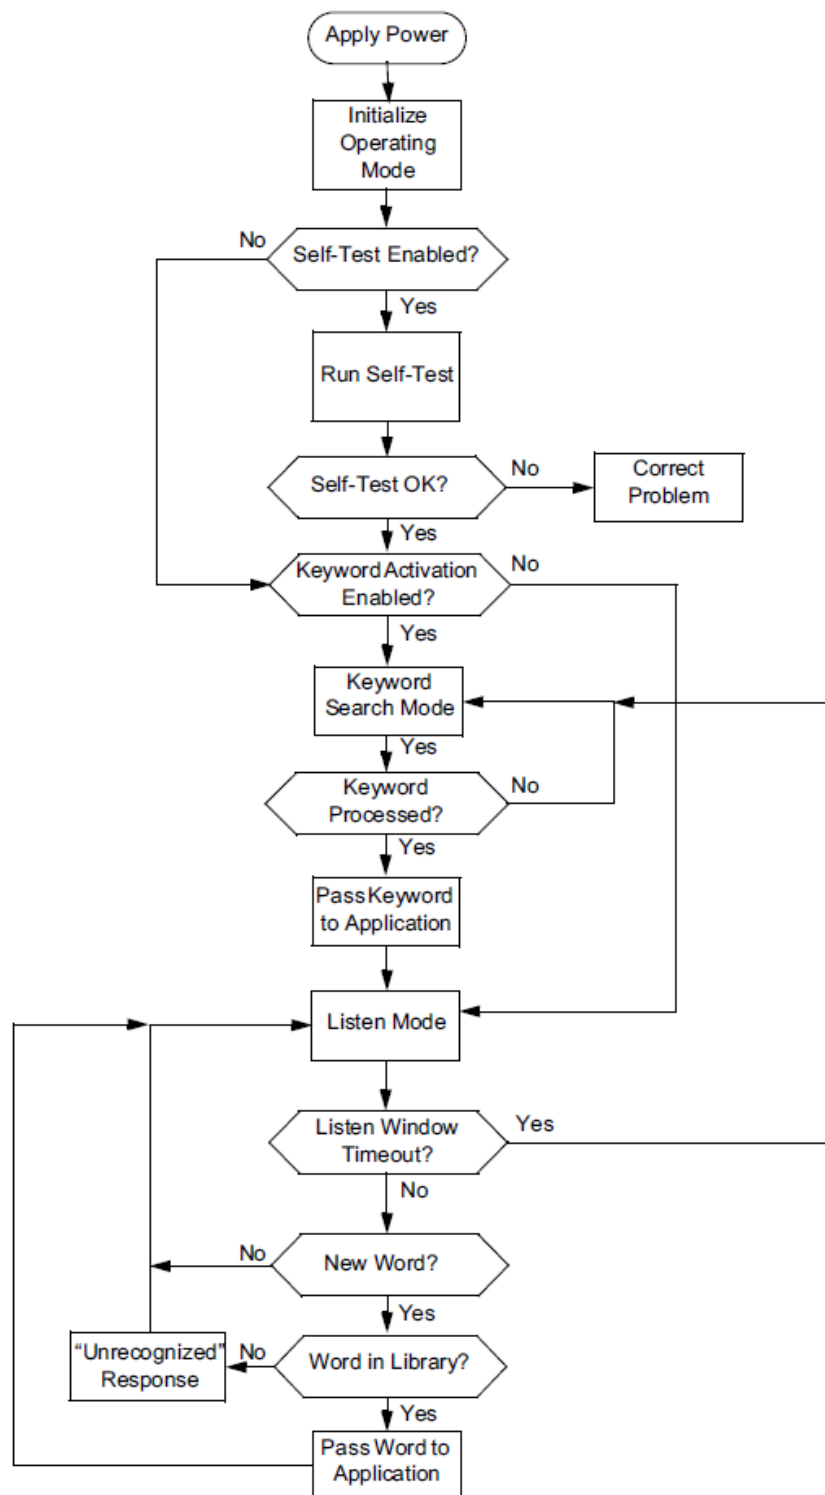 Apply Power
Initialize
Operating
Mode
No
Self-Test Enabled?
Yes
Run Self-Test
Self-Test OK?
No
Correct
Problem
Yes
Keyword Activation
Enabled?
No
Yes
Keyword
Search Mode
Yes
Keyword
Processed?
No
Yes
Pass Keyword
to Application
Listen Mode
Listen Window
Timeout?
Yes
No
No
New Word?
Yes
“Unrecognized”
Response
No
Word in Library?
Yes
Pass Word to
Application